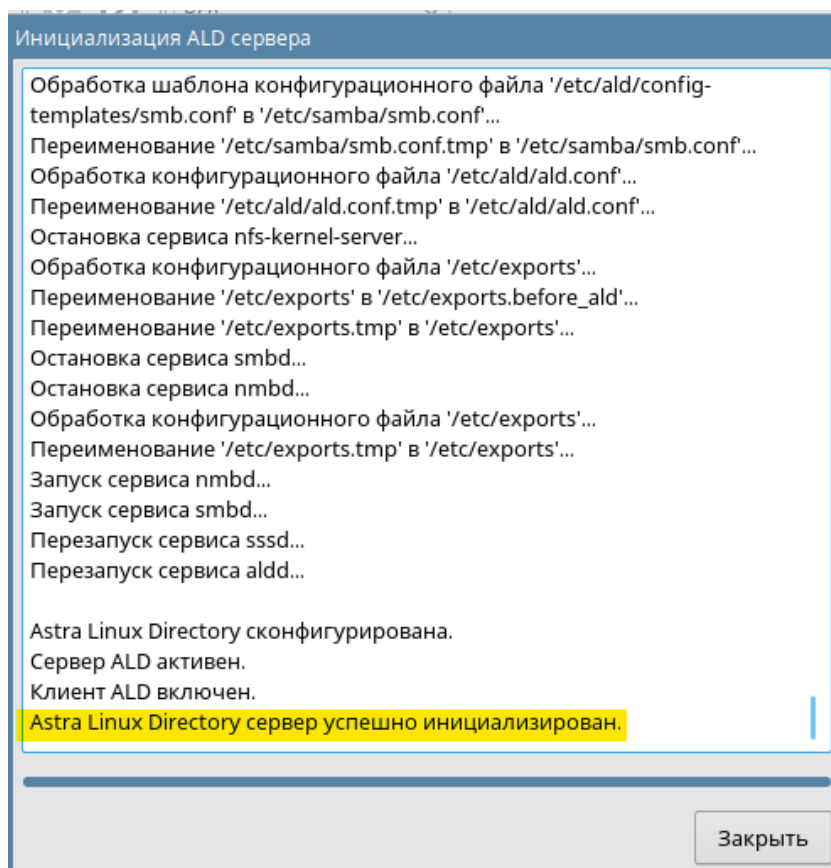 Инициализация ALD сервера
Обработка шаблона конфигурационного файла '/etc/ald/config-
templates/smb.conf' в '/etc/samba/smb.conf'...
Переименование '/etc/samba/smb.conf.tmp' в '/etc/samba/smb.conf'...
Обработка конфигурационного файла '/etc/ald/ald.conf'...
Переименование '/etc/ald/ald.conf.tmp' в '/etc/ald/ald.conf'...
Остановка сервиса nfs-kernel-server...
Обработка конфигурационного файла '/etc/exports'...
Переименование '/etc/exports' в '/etc/exports.before_ald'...
Переименование '/etc/exports.tmp' в '/etc/exports'...
Остановка сервиса smbd...
Остановка сервиса nmbd...
Обработка конфигурационного файла '/etc/exports'...
Переименование '/etc/exports.tmp' в '/etc/exports'...
Запуск сервиса nmbd...
Запуск сервиса smbd...
Перезапуск сервиса sssd...
Перезапуск сервиса aldd...
Astra Linux Directory сконфигурирована.
Сервер ALD активен.
Клиент ALD включен.
Astra Linux Directory сервер успешно инициализирован.
Закрыть